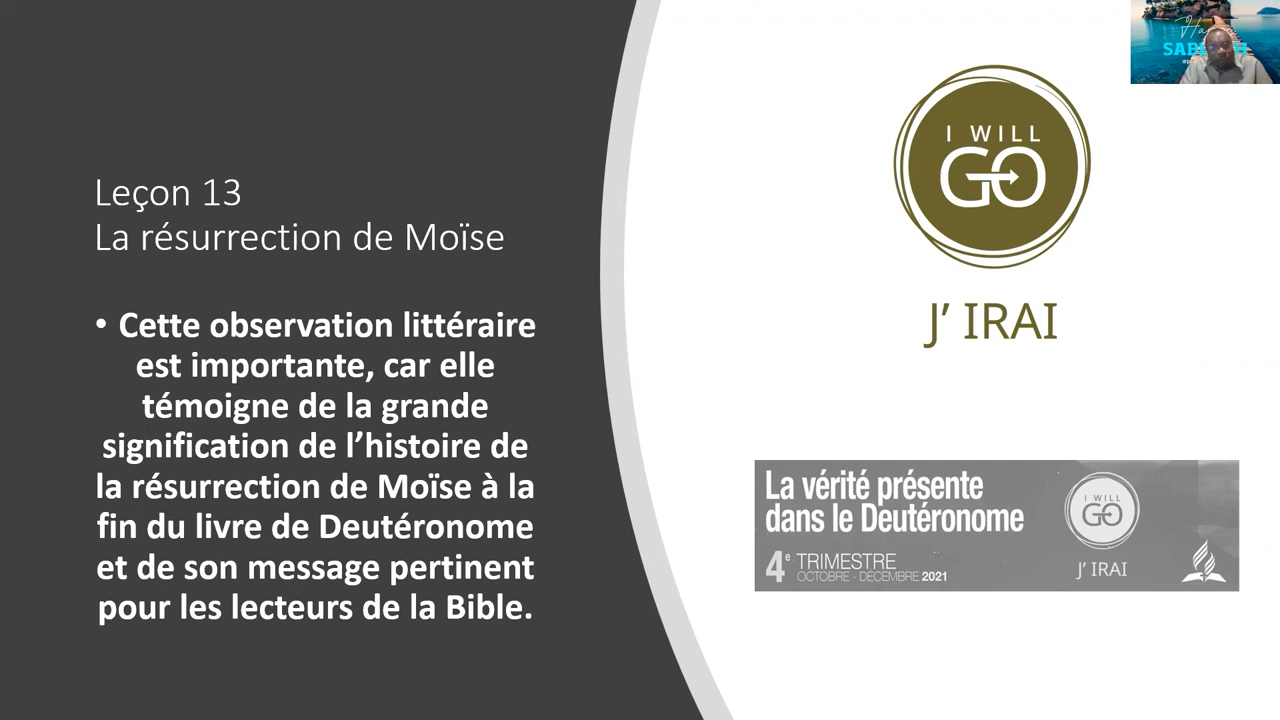 Leçon 13
La résurrection de Moïse
• Cette observation littéraire
est importante, car elle
témoigne de la grande
signification de l’histoire de
la résurrection de Moïse à la
fin du livre de Deutéronome
et de son message pertinent
pour les lecteurs de la Bible.
I WILL
GO
J’ IRAI
La vérité présente
dans le Deutéronome
4e TRIMESTRE
OCTOBRE - DÉCEMBRE 2021
I WILL
GO
J’ IRAI